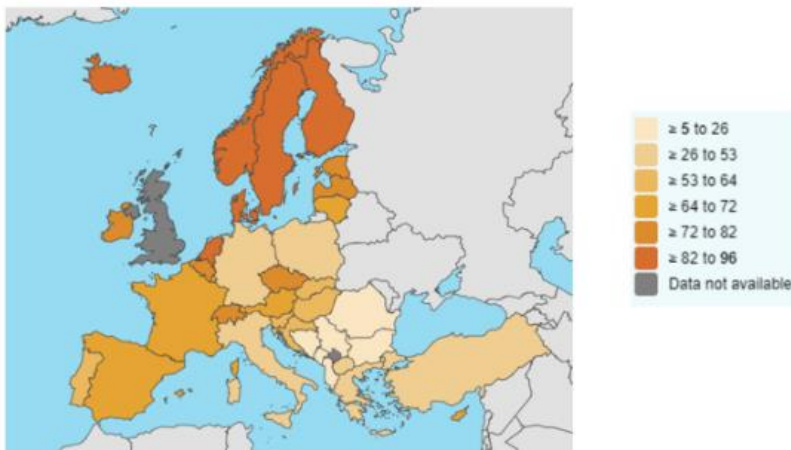 ≥ 5 to 26
≥ 26 to 53
≥ 53 to 64
≥ 64 to 72
≥ 72 to 82
≥ 82 to 96
Data not available